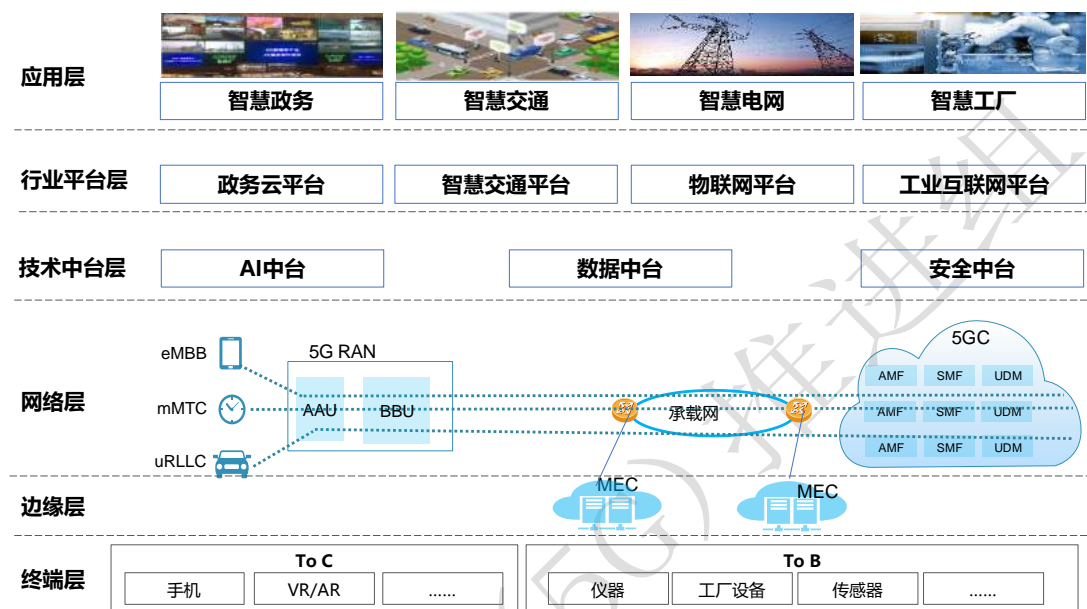 应用层
智慧政务
智慧交通
智慧电网
智慧工厂
行业平台层
政务云平台
智慧交通平台
物联网平台
工业互联网平台
技术中台层
AI中台
数据中台
安全中台
网络层
eMBB
mMTC
uRLLC
5G RAN
AAU
BBU
承载网
5GC
AMF SMF UDM
AMF SMF UDM
AMF SMF UDM
边缘层
MEC
MEC
终端层
To C
手机
VR/AR
......
To B
仪器
工厂设备
传感器
......
5G)推进组